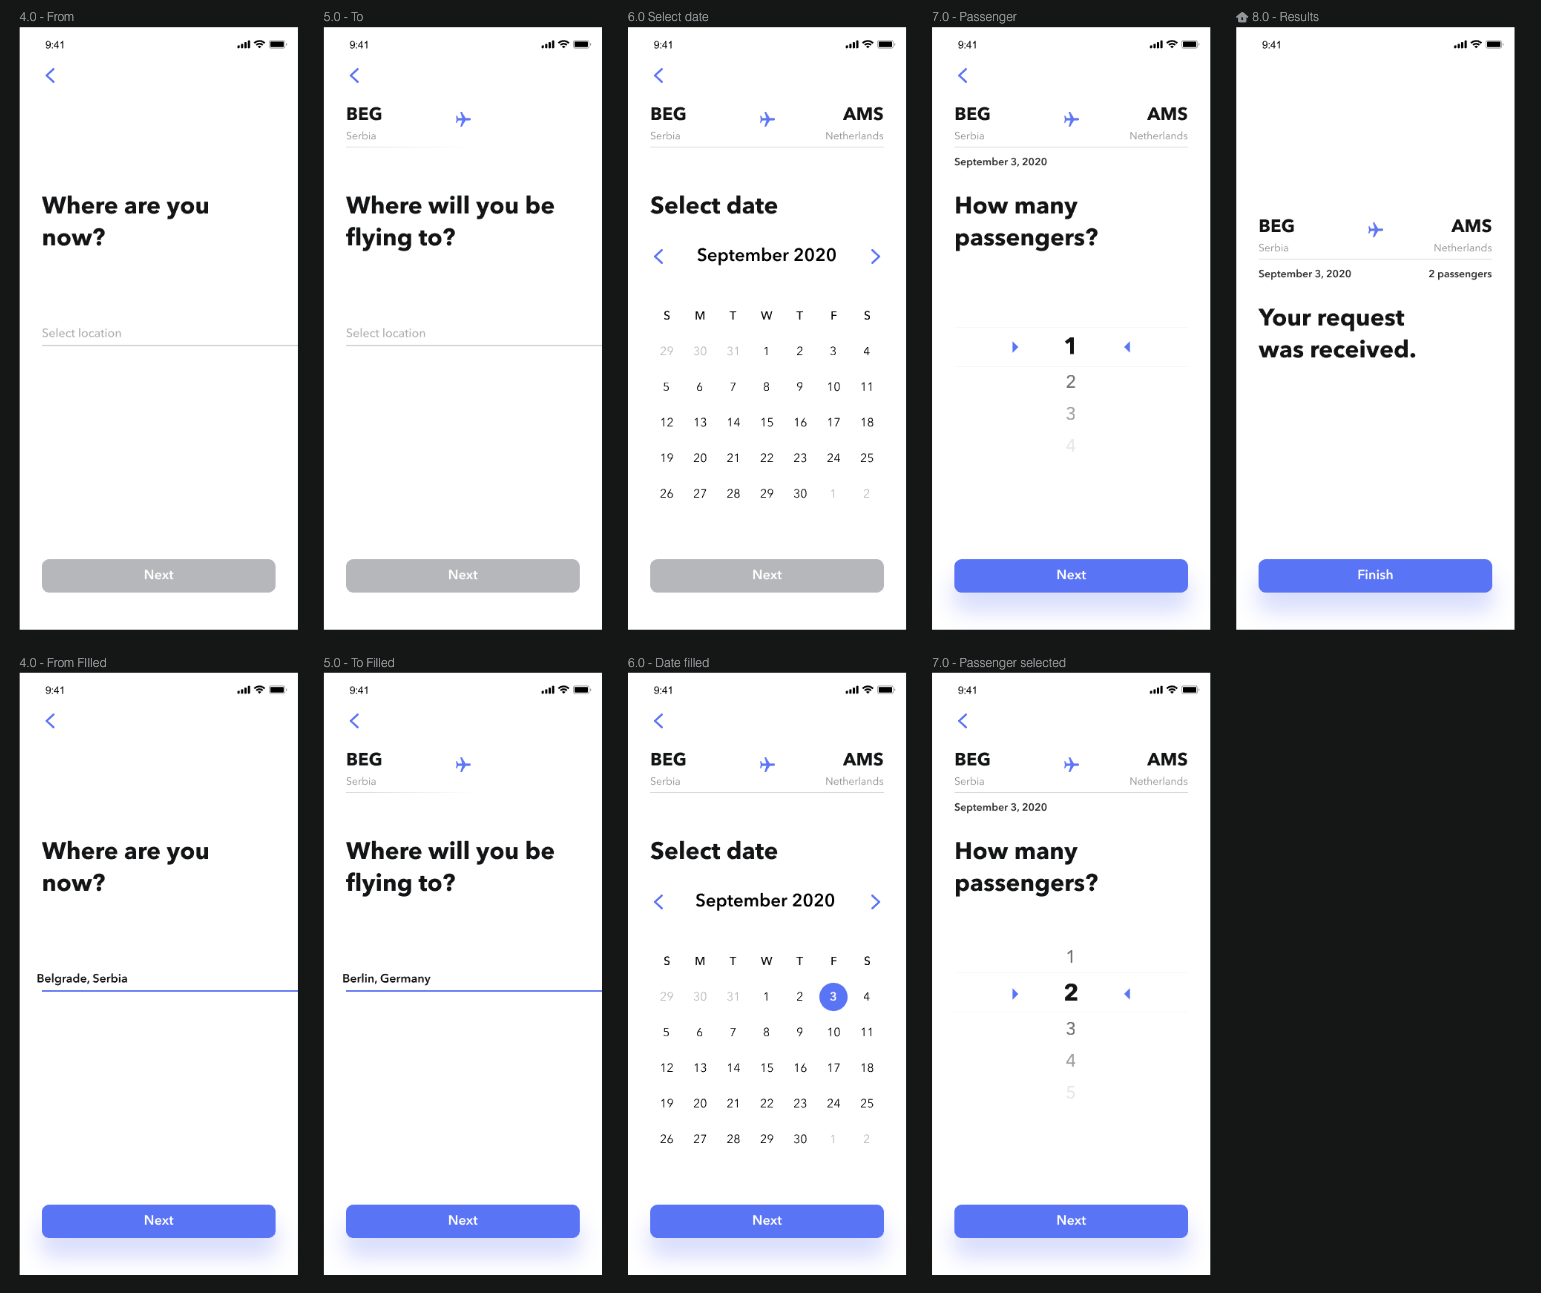 4.0 - From
9:41
Where are you
now?
Select location
Next
5.0 - To
9:41
BEG
Serbia
Where will you be
flying to?
Select location
Next
6.0 Select date
9:41
BEG AMS
Serbia Netherlands
Select date
September 2020
S M T W T F S
29 30 31 1 2 3 4
5 6 7 8 9 10 11
12 13 14 15 16 17 18
19 20 21 22 23 24 25
26 27 28 29 30 1 2
Next
7.0 - Passenger
9:41
BEG AMS
Serbia Netherlands
September 3, 2020
How many
passengers?
1
2
3
4
Next
8.0 - Results
9:41
BEG AMS
Serbia Netherlands
September 3, 2020 2 passengers
Your request
was received.
Finish
4.0 - From FIlled
9:41
Where are you
now?
Belgrade, Serbia
Next
5.0 - To Filled
9:41
BEG
Serbia
Where will you be
flying to?
Berlin, Germany
Next
6.0 - Date filled
9:41
BEG AMS
Serbia Netherlands
Select date
September 2020
S M T W T F S
29 30 31 1 2 3 4
5 6 7 8 9 10 11
12 13 14 15 16 17 18
19 20 21 22 23 24 25
26 27 28 29 30 1 2
Next
7.0 - Passenger selected
9:41
BEG AMS
Serbia Netherlands
September 3, 2020
How many
passengers?
1
2
3
4
5
Next